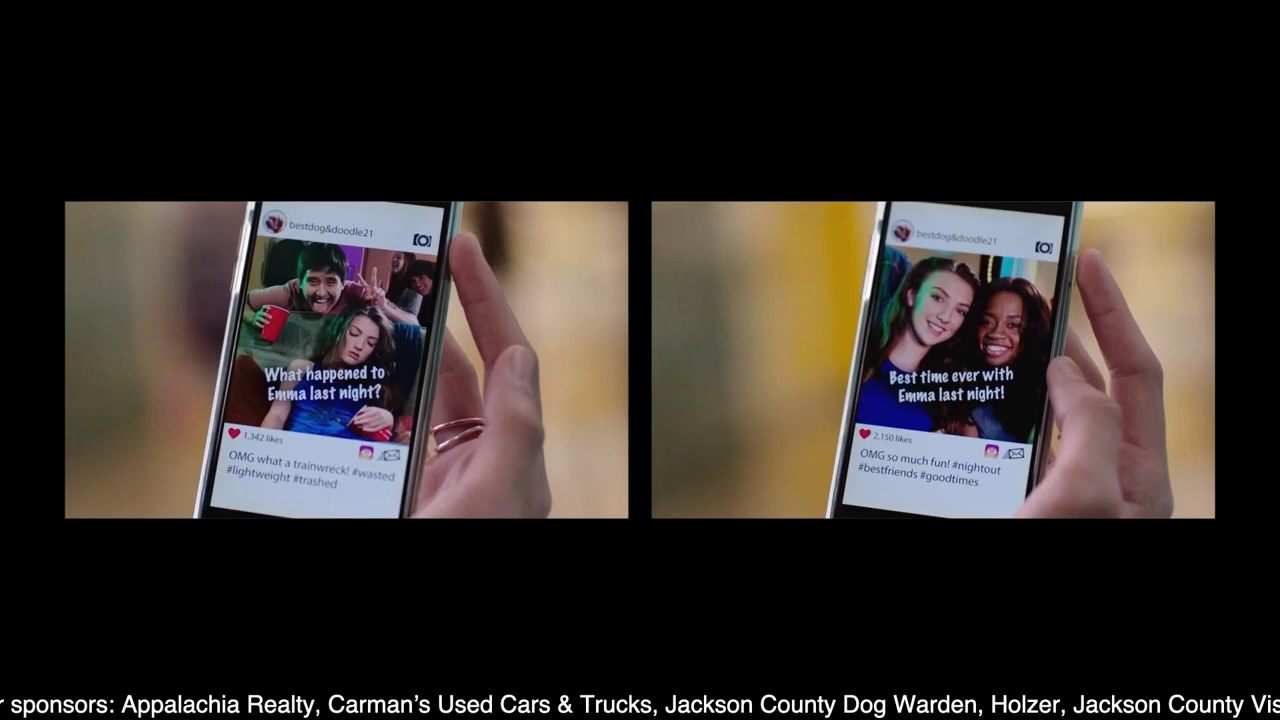 bestdog&doodle21
What happened to
Emma last night?
1,342 likes
OMG what a trainwreck! #wasted
#lightweight #trashed
bestdog&doodle21
Best time ever with
Emma last night!
2,150 likes
OMG so much fun! #nightout
#bestfriends #goodtimes
r sponsors: Appalachia Realty, Carman’s Used Cars & Trucks, Jackson County Dog Warden, Holzer, Jackson County Vis